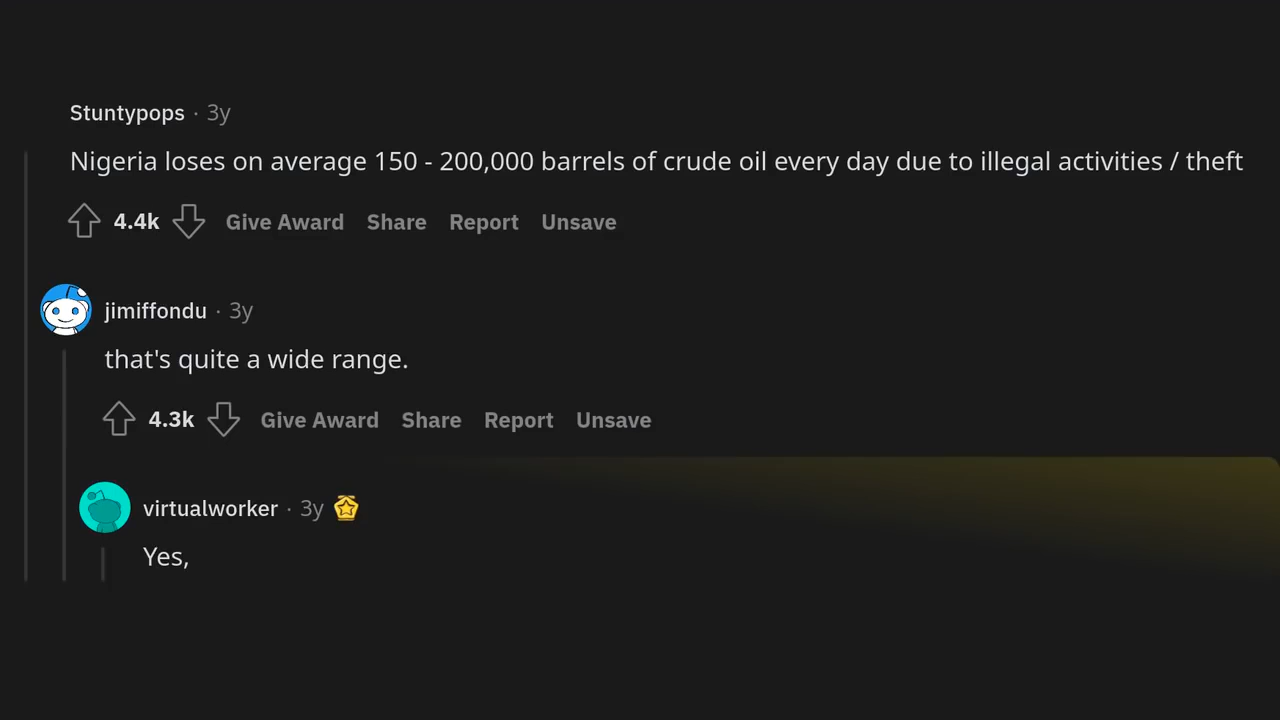 Stuntypops · 3y
Nigeria loses on average 150 - 200,000 barrels of crude oil every day due to illegal activities / theft
4.4k Give Award Share Report Unsave
jimiffondu · 3y
that's quite a wide range.
4.3k Give Award Share Report Unsave
virtualworker · 3y
Yes,